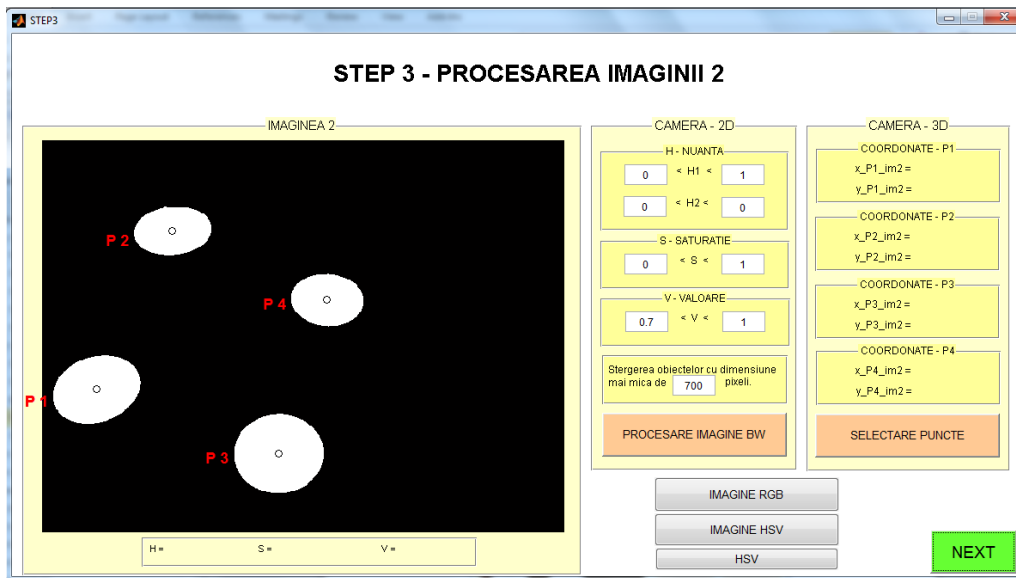 STEP3
STEP 3 - PROCESAREA IMAGINII 2
IMAGINEA 2
P 2
P 4
P 1
P 3
H =
S =
V =
CAMERA - 2D
H - NUANTA
0 < H1 < 1
0 < H2 < 0
S - SATURATIE
0 < S < 1
V - VALOARE
0.7 < V < 1
Stergerea obiectelor cu dimensiune
mai mica de 700 pixeli.
PROCESARE IMAGINE BW
CAMERA - 3D
COORDONATE - P1
x_P1_im2 =
y_P1_im2 =
COORDONATE - P2
x_P2_im2 =
y_P2_im2 =
COORDONATE - P3
x_P3_im2 =
y_P3_im2 =
COORDONATE - P4
x_P4_im2 =
y_P4_im2 =
SELECTARE PUNCTE
IMAGINE RGB
IMAGINE HSV
HSV
NEXT